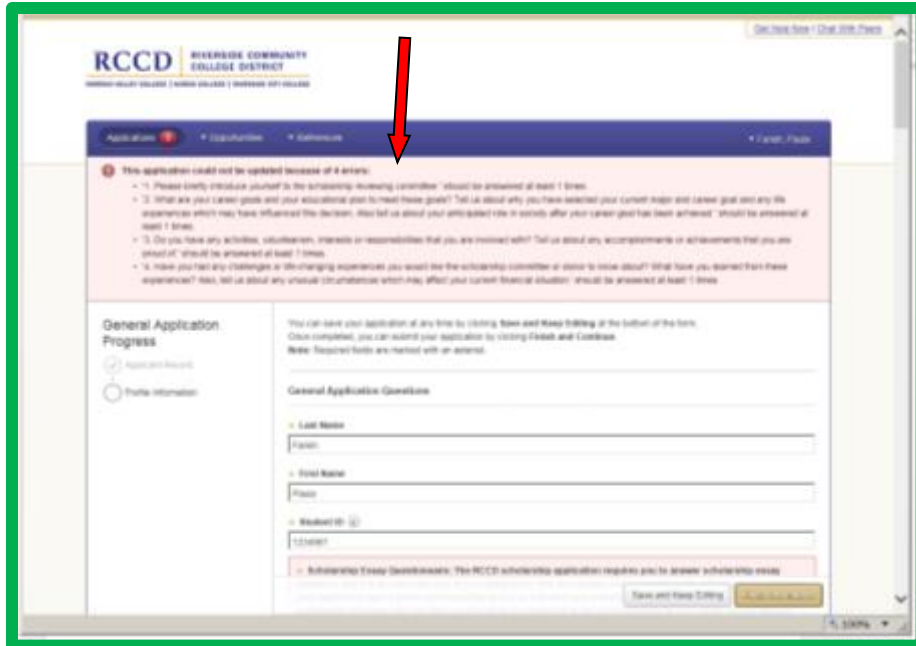 Get Help Now | Chat With Peers
RCCD RIVERSIDE COMMUNITY
COLLEGE DISTRICT
MORENO VALLEY COLLEGE | NORCO COLLEGE | RIVERSIDE CITY COLLEGE
Applications Opportunities References
This application could not be updated because of 4 errors:
"1. Please briefly introduce yourself to the scholarship reviewing committee" should be answered at least 1 times.
"2. What are your career goals and your educational plan to meet these goals? Tell us about why you have selected your current major and career goal and any life
experiences which may have influenced this decision. Also tell us about your anticipated role in society after your career goal has been achieved" should be answered at
least 1 times.
"3. Do you have any activities, volunteerism, interests or responsibilities that you are involved with? Tell us about any accomplishments or achievements that you are
proud of" should be answered at least 1 times.
"4. Have you had any challenges or life-changing experiences you would like the scholarship committee or donor to know about? What have you learned from these
experiences? Also, tell us about any unusual circumstances which may affect your current financial situation" should be answered at least 1 times.
General Application
Progress
Applicant Record
Profile Information
You can save your application at any time by clicking Save and Keep Editing at the bottom of the form.
Once completed, you can submit your application by clicking Finish and Continue.
Note: Required fields are marked with an asterisk.
General Application Questions
Last Name
First Name
Student ID
1234567
Scholarship Essay Questionnaire: The RCCD scholarship application requires you to answer scholarship essay
Save and Keep Editing
100%